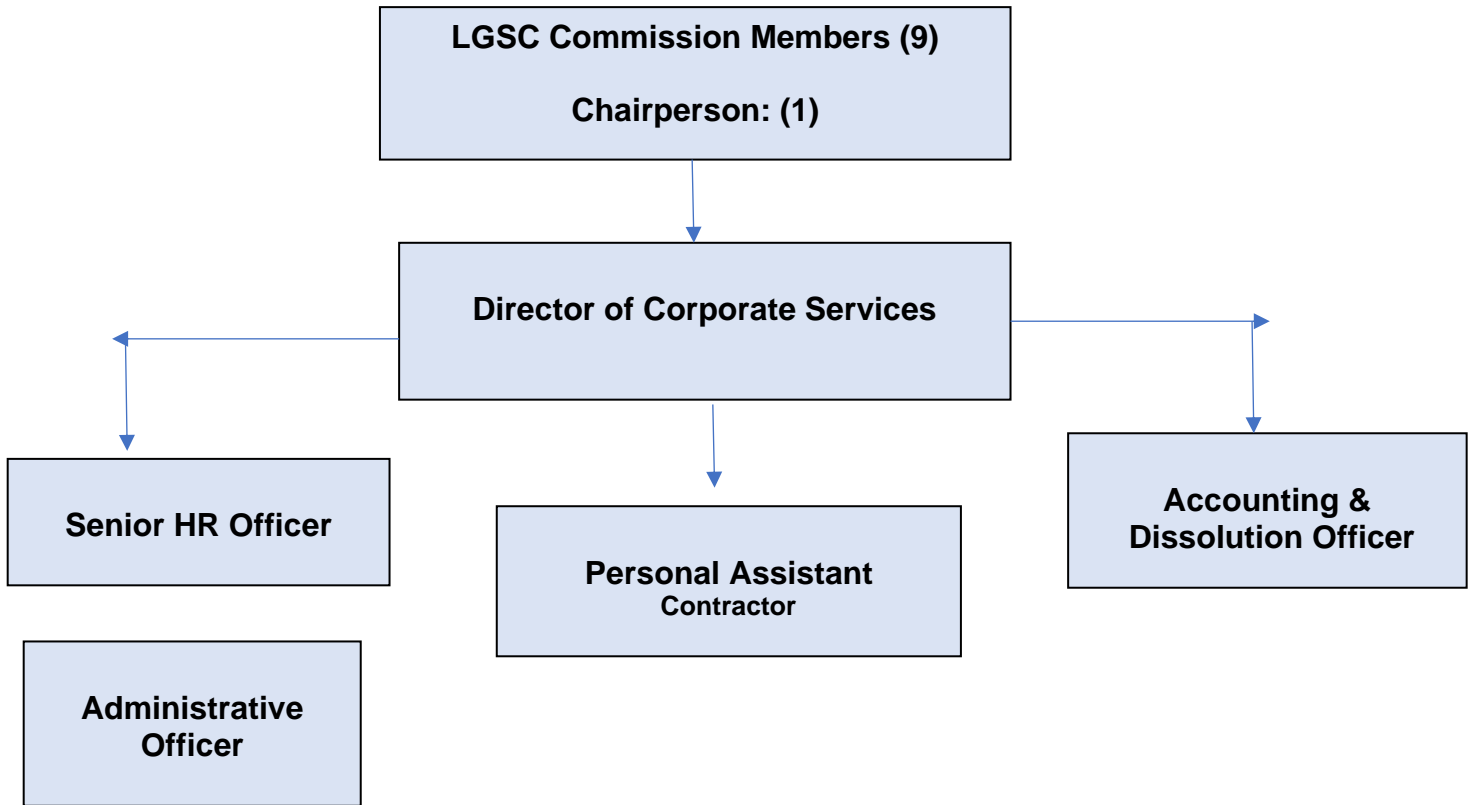 LGSC Commission Members (9)
Chairperson: (1)
Director of Corporate Services
Senior HR Officer
Personal Assistant
Contractor
Accounting &
Dissolution Officer
Administrative
Officer